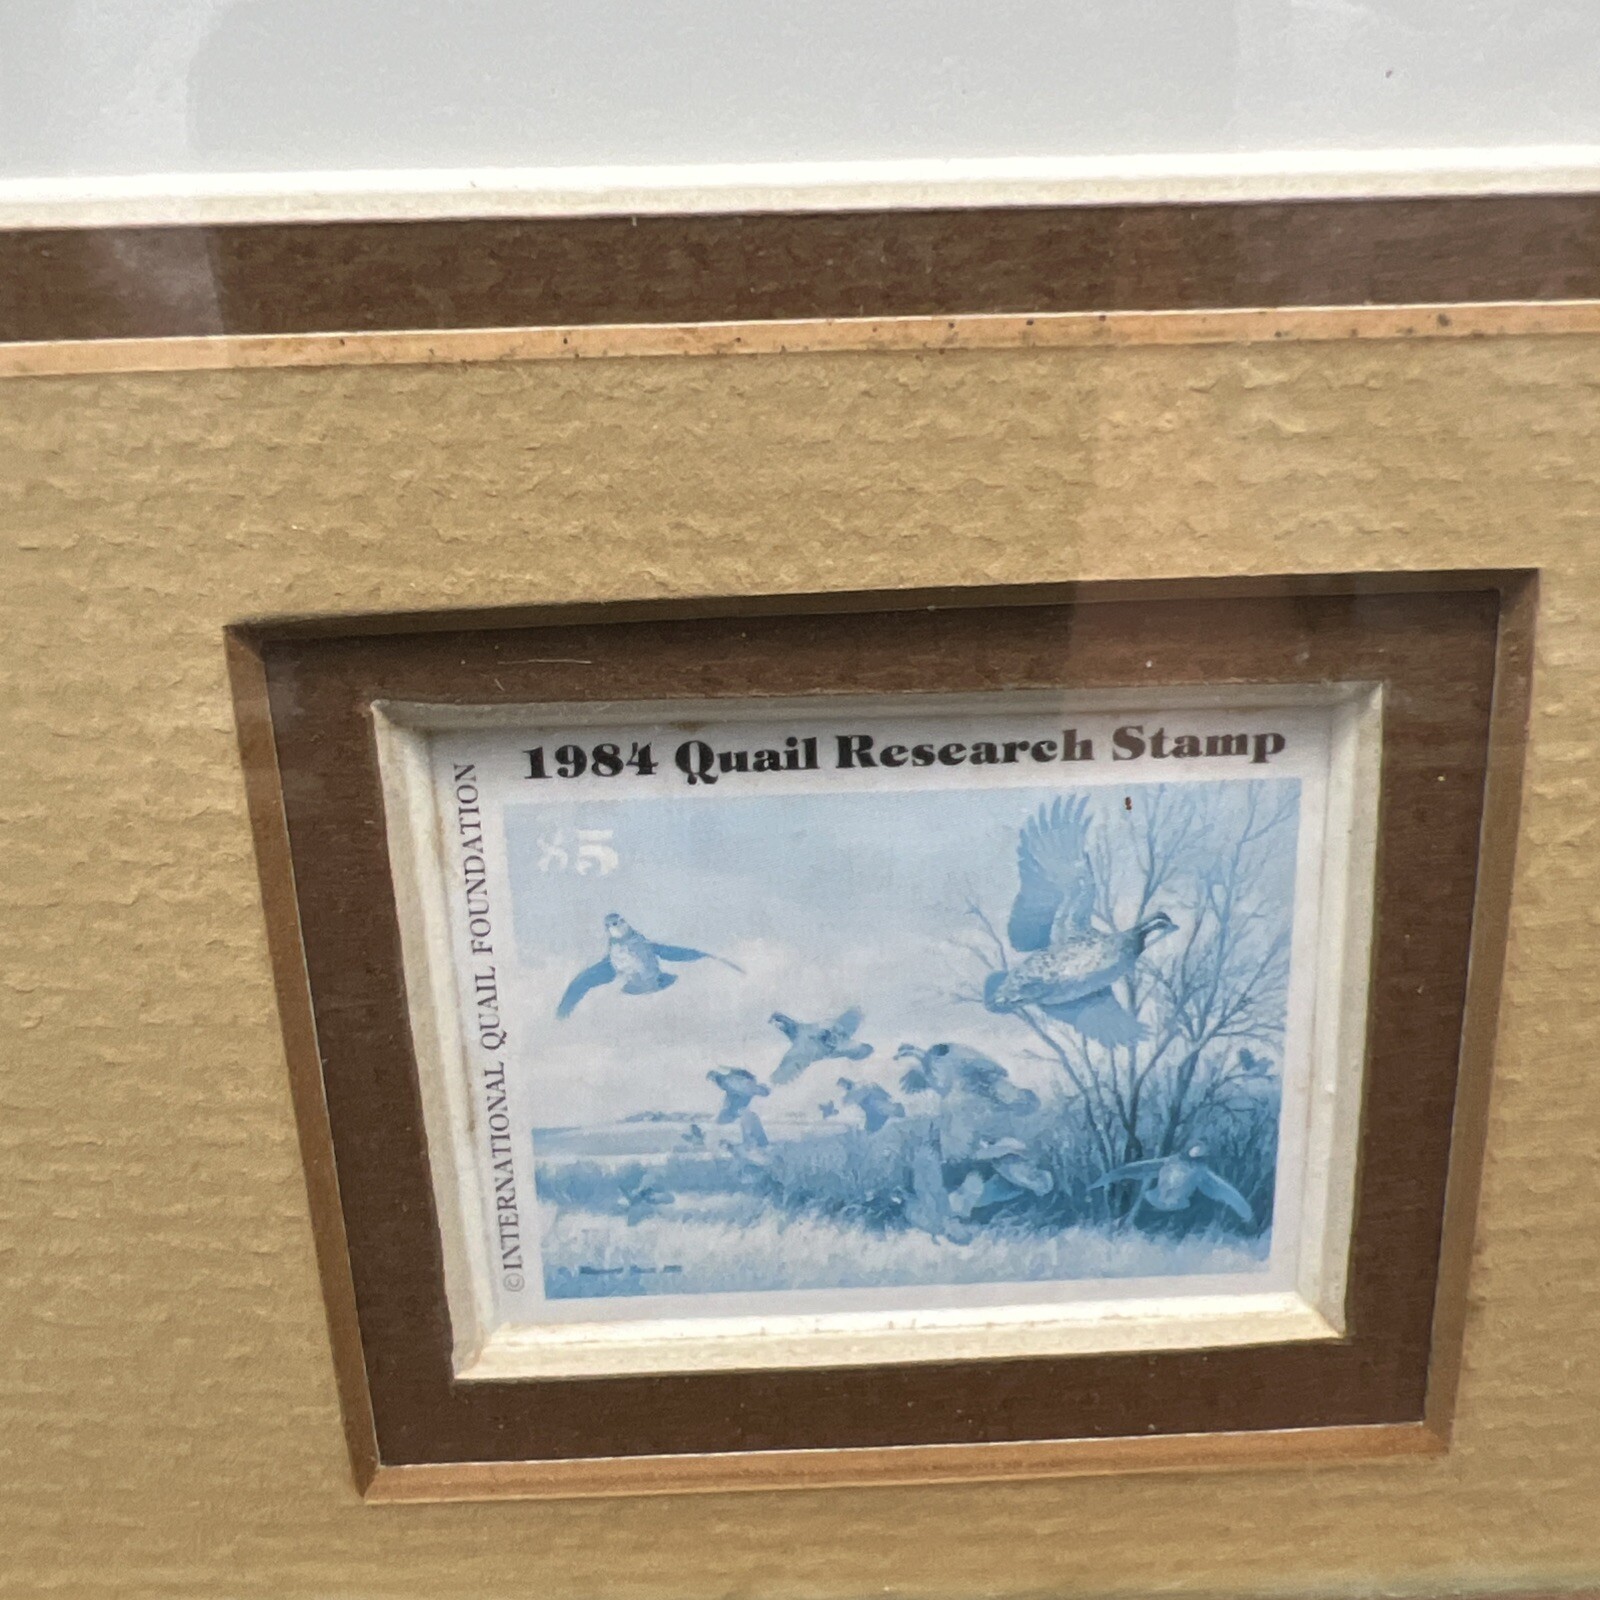 1984 Quail Research Stamp
$5
©INTERNATIONAL QUAIL FOUNDATION